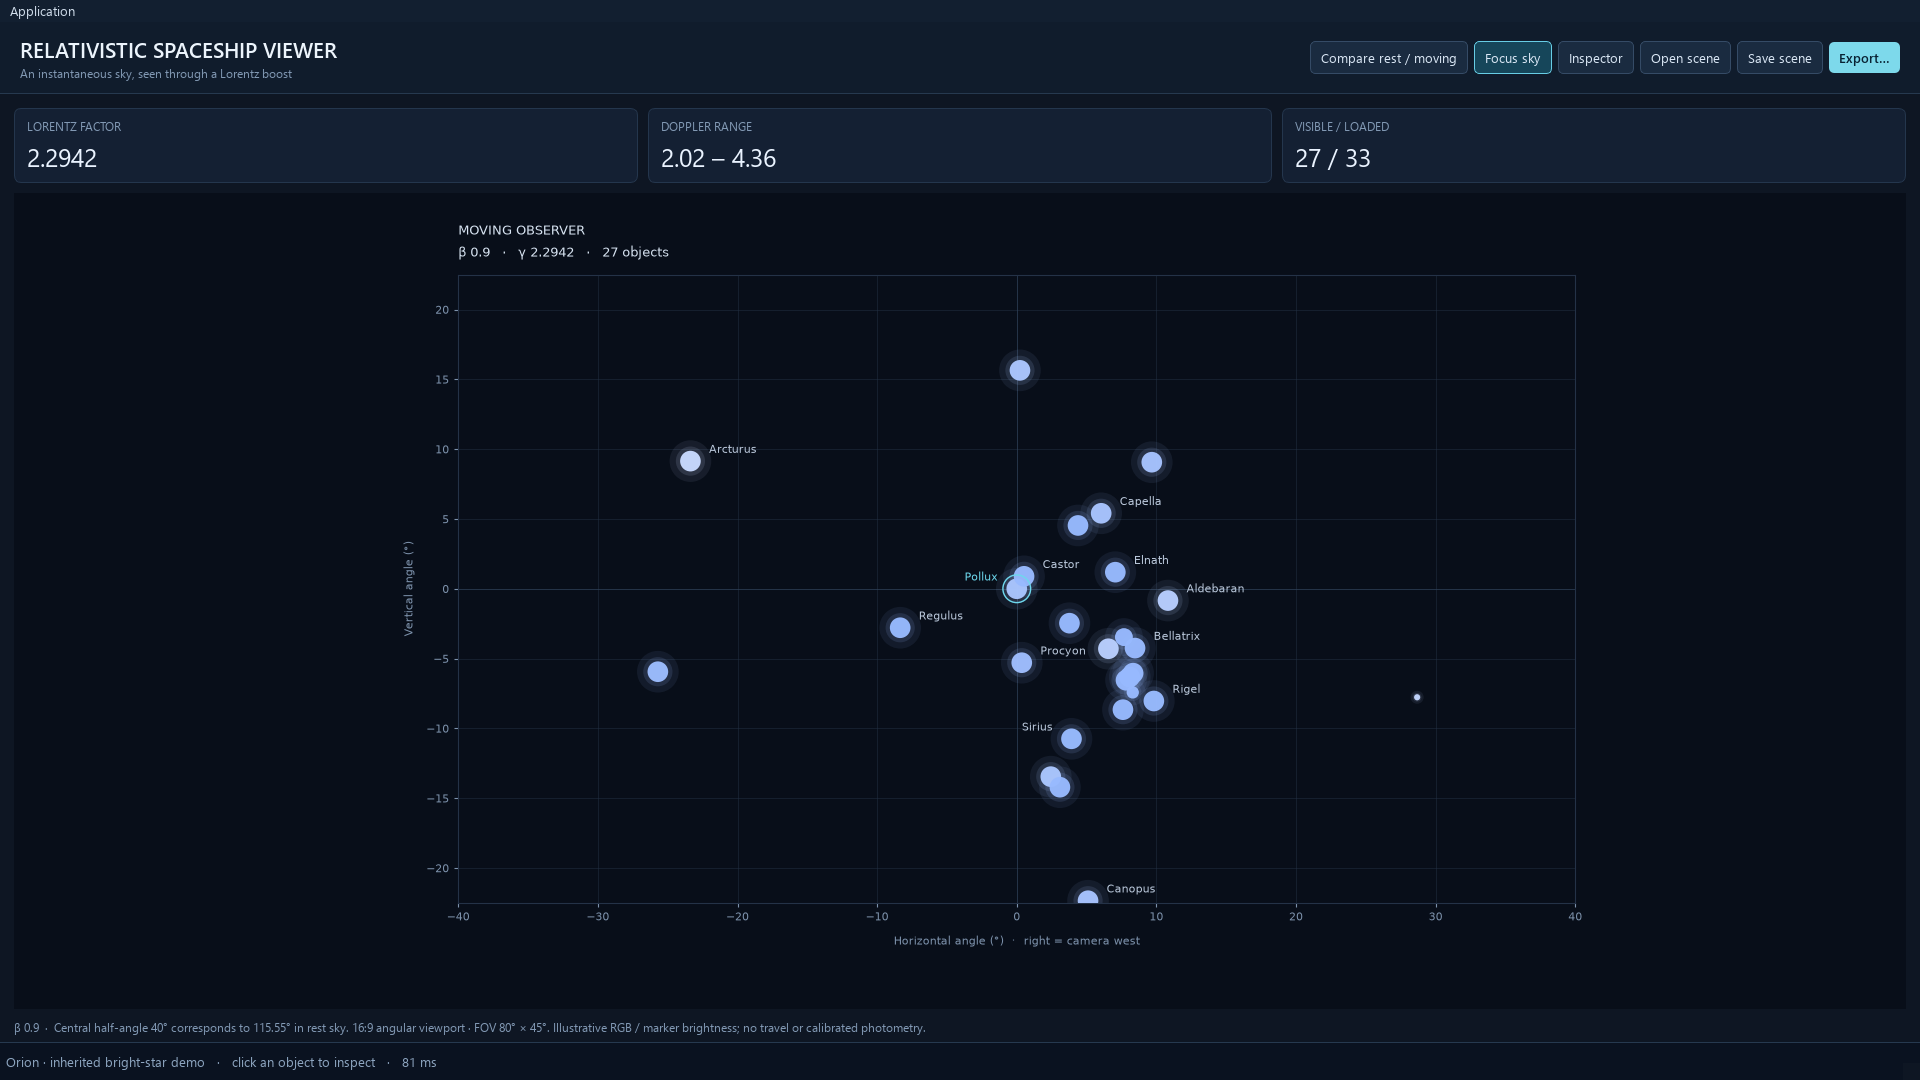 Application
RELATIVISTIC SPACESHIP VIEWER
An instantaneous sky, seen through a Lorentz boost
Compare rest / moving
Focus sky
Inspector
Open scene
Save scene
Export...
LORENTZ FACTOR
2.2942
DOPPLER RANGE
2.02 – 4.36
VISIBLE / LOADED
27 / 33
MOVING OBSERVER
β 0.9 · γ 2.2942 · 27 objects
Vertical angle (°)
20
15
10
5
0
−5
−10
−15
−20
Arcturus
Capella
Castor
Elnath
Pollux
Aldebaran
Regulus
Bellatrix
Procyon
Rigel
Sirius
Canopus
−40
−30
−20
−10
0
10
20
30
40
Horizontal angle (°) · right = camera west
β 0.9 · Central half-angle 40° corresponds to 115.55° in rest sky. 16:9 angular viewport · FOV 80° × 45°. Illustrative RGB / marker brightness; no travel or calibrated photometry.
Orion · inherited bright-star demo · click an object to inspect · 81 ms